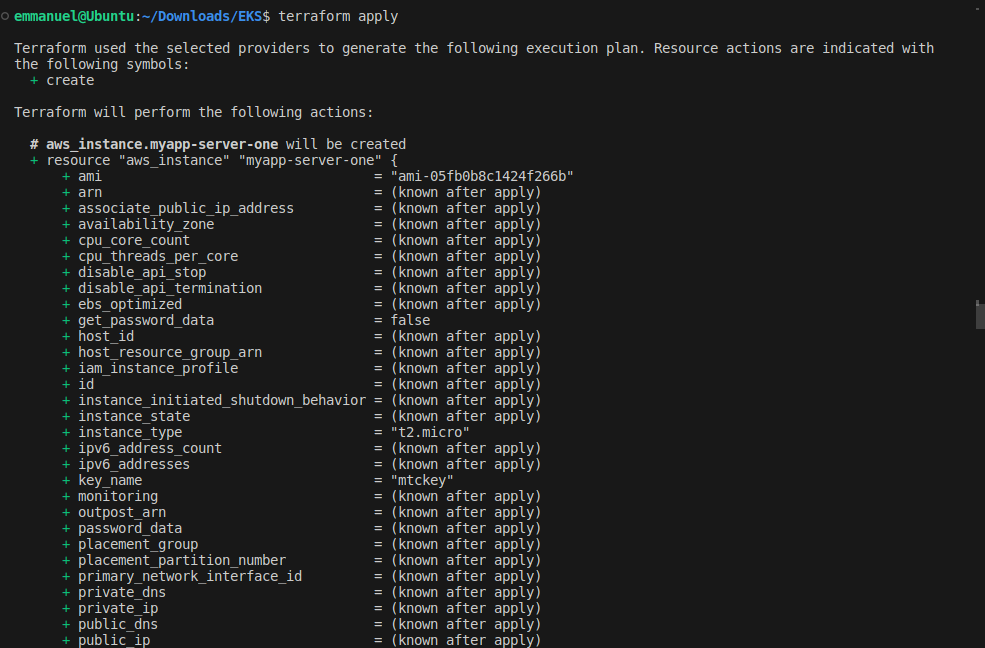 emmanuel@Ubuntu:~/Downloads/EKS$ terraform apply
Terraform used the selected providers to generate the following execution plan. Resource actions are indicated with
the following symbols:
+ create
Terraform will perform the following actions:
# aws_instance.myapp-server-one will be created
+ resource "aws_instance" "myapp-server-one" {
+ ami = "ami-05fb0b8c1424f266b"
+ arn = (known after apply)
+ associate_public_ip_address = (known after apply)
+ availability_zone = (known after apply)
+ cpu_core_count = (known after apply)
+ cpu_threads_per_core = (known after apply)
+ disable_api_stop = (known after apply)
+ disable_api_termination = (known after apply)
+ ebs_optimized = (known after apply)
+ get_password_data = false
+ host_id = (known after apply)
+ host_resource_group_arn = (known after apply)
+ iam_instance_profile = (known after apply)
+ id = (known after apply)
+ instance_initiated_shutdown_behavior = (known after apply)
+ instance_state = (known after apply)
+ instance_type = "t2.micro"
+ ipv6_address_count = (known after apply)
+ ipv6_addresses = (known after apply)
+ key_name = "mtckey"
+ monitoring = (known after apply)
+ outpost_arn = (known after apply)
+ password_data = (known after apply)
+ placement_group = (known after apply)
+ placement_partition_number = (known after apply)
+ primary_network_interface_id = (known after apply)
+ private_dns = (known after apply)
+ private_ip = (known after apply)
+ public_dns = (known after apply)
+ public_ip = (known after apply)